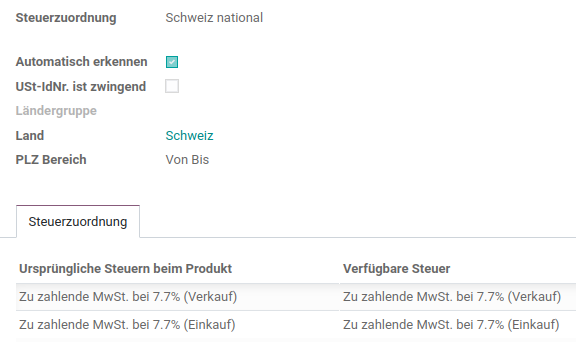 Steuerzuordnung Schweiz national
Automatisch erkennen
USt-IdNr. ist zwingend
Ländergruppe
Land Schweiz
PLZ Bereich Von Bis
Steuerzuordnung
Ursprüngliche Steuern beim Produkt Verfügbare Steuer
Zu zahlende MwSt. bei 7.7% (Verkauf) Zu zahlende MwSt. bei 7.7% (Verkauf)
Zu zahlende MwSt. bei 7.7% (Einkauf) Zu zahlende MwSt. bei 7.7% (Einkauf)